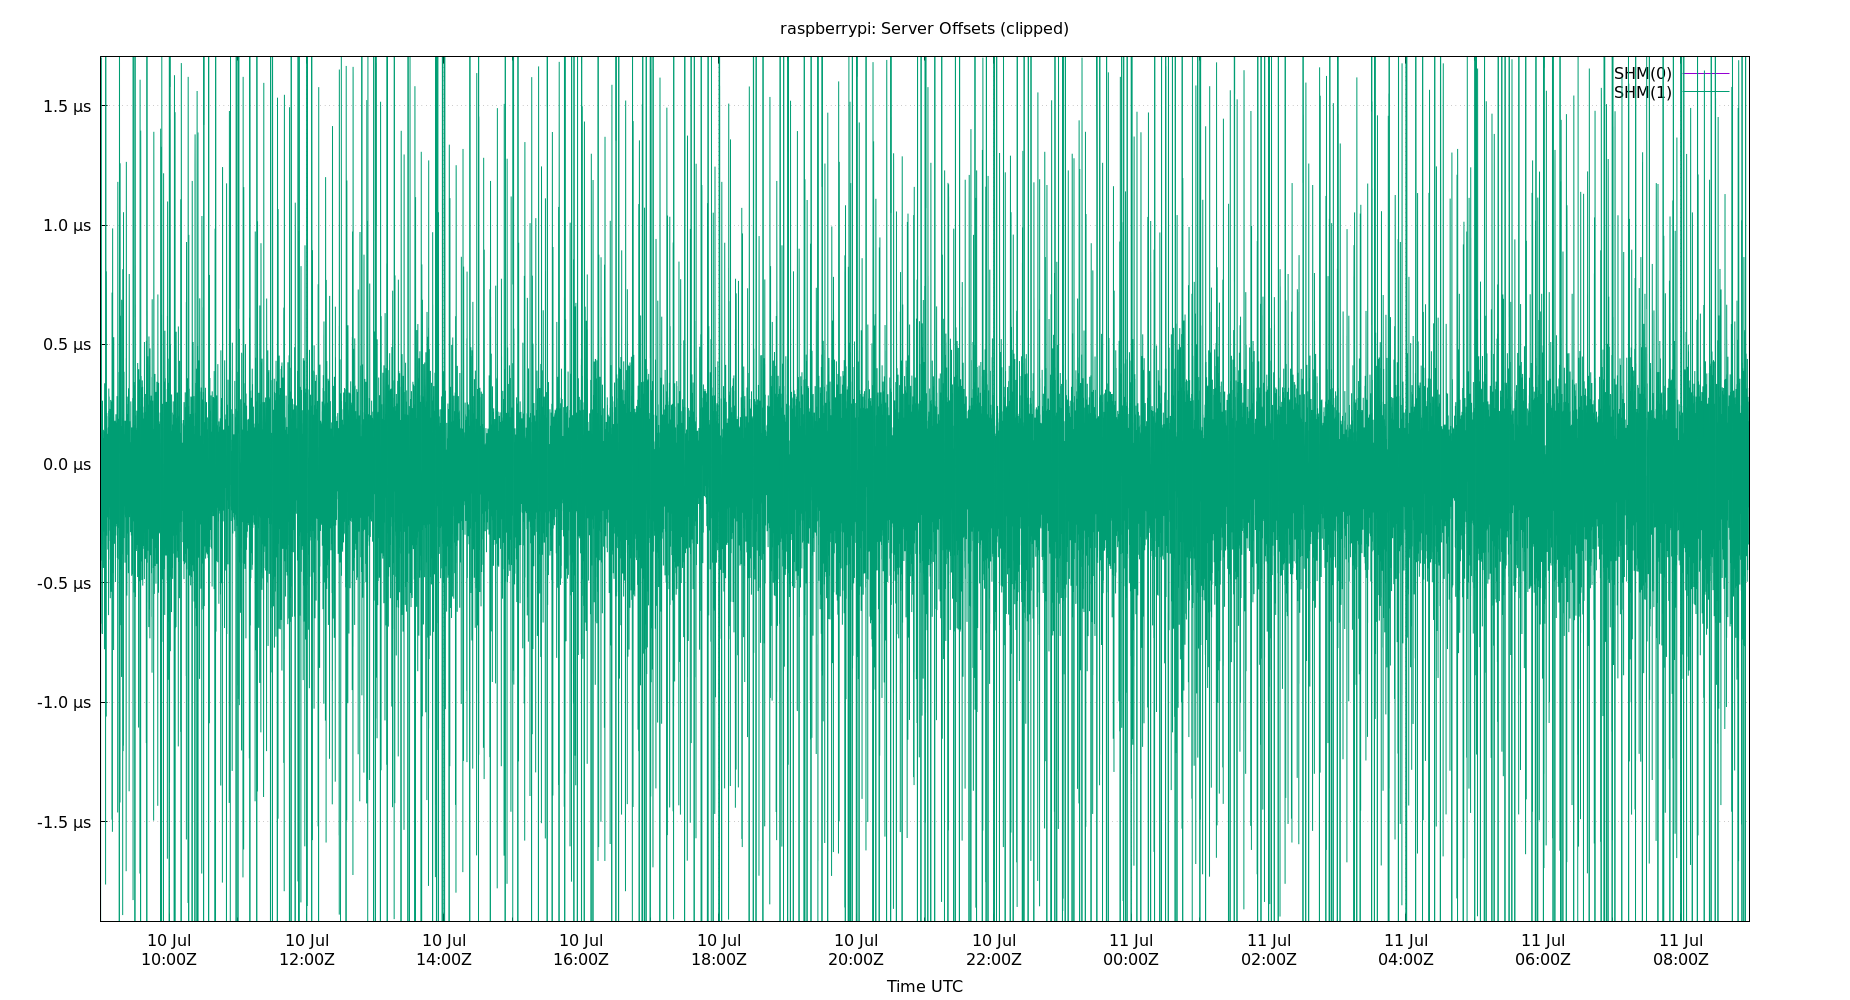 raspberrypi: Server Offsets (clipped)
SHM(0)
SHM(1)
1.5 µs
1.0 µs
0.5 µs
0.0 µs
-0.5 µs
-1.0 µs
-1.5 µs
10 Jul 10 Jul 10 Jul 10 Jul 10 Jul 10 Jul 10 Jul 11 Jul 11 Jul 11 Jul 11 Jul 11 Jul
10:00Z 12:00Z 14:00Z 16:00Z 18:00Z 20:00Z 22:00Z 00:00Z 02:00Z 04:00Z 06:00Z 08:00Z
Time UTC